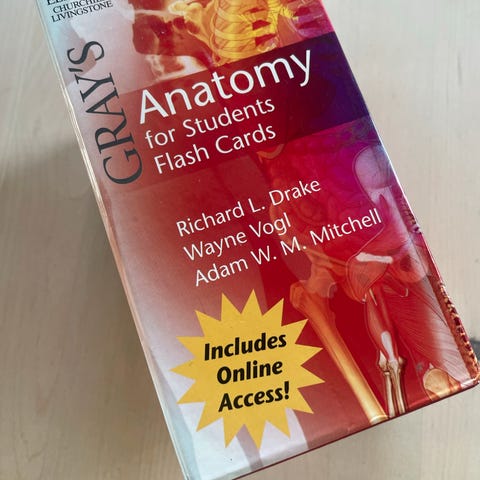 CHURCHILL
LIVINGSTONE
GRAY'S
Anatomy
for Students
Flash Cards
Richard L. Drake
Wayne Vogl
Adam W. M. Mitchell
Includes
Online
Access!